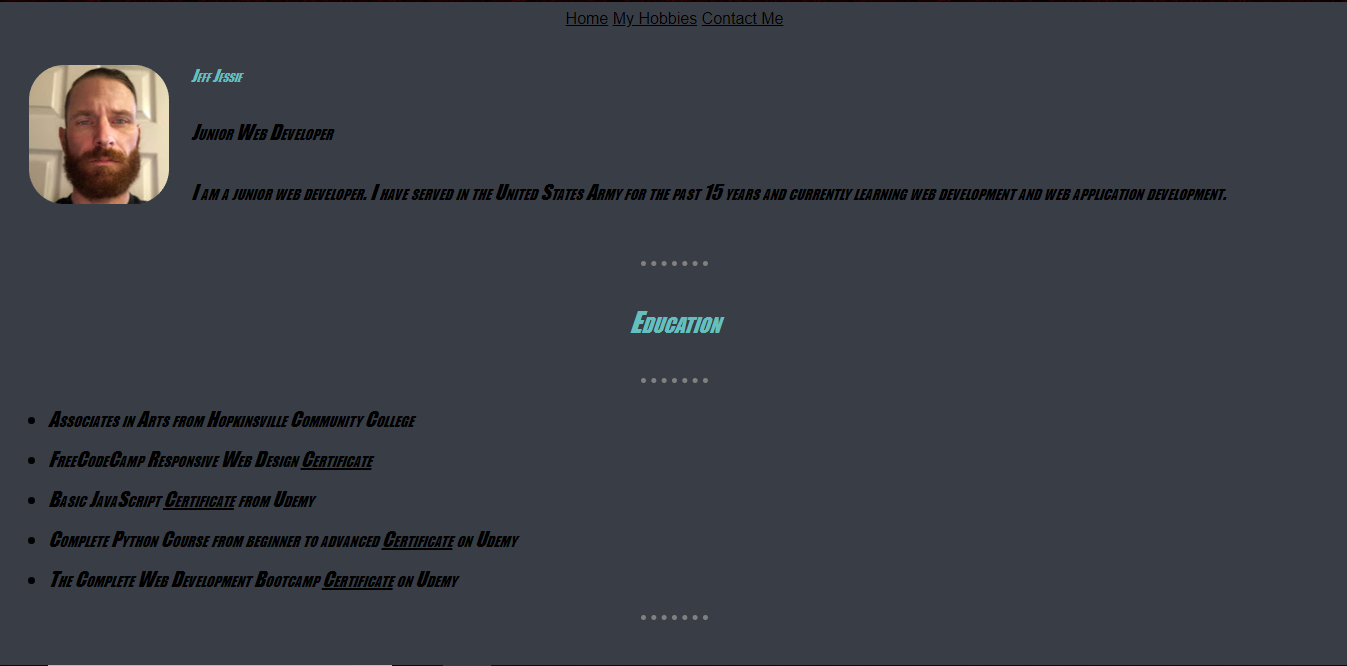 Home My Hobbies Contact Me
Jeff Jessie
Junior Web Developer
I am a junior web developer. I have served in the United States Army for the past 15 years and currently learning web development and web application development.
Education
Associates in Arts from Hopkinsville Community College
FreeCodeCamp Responsive Web Design Certificate
Basic JavaScript Certificate from Udemy
Complete Python Course from beginner to advanced Certificate on Udemy
The Complete Web Development Bootcamp Certificate on Udemy